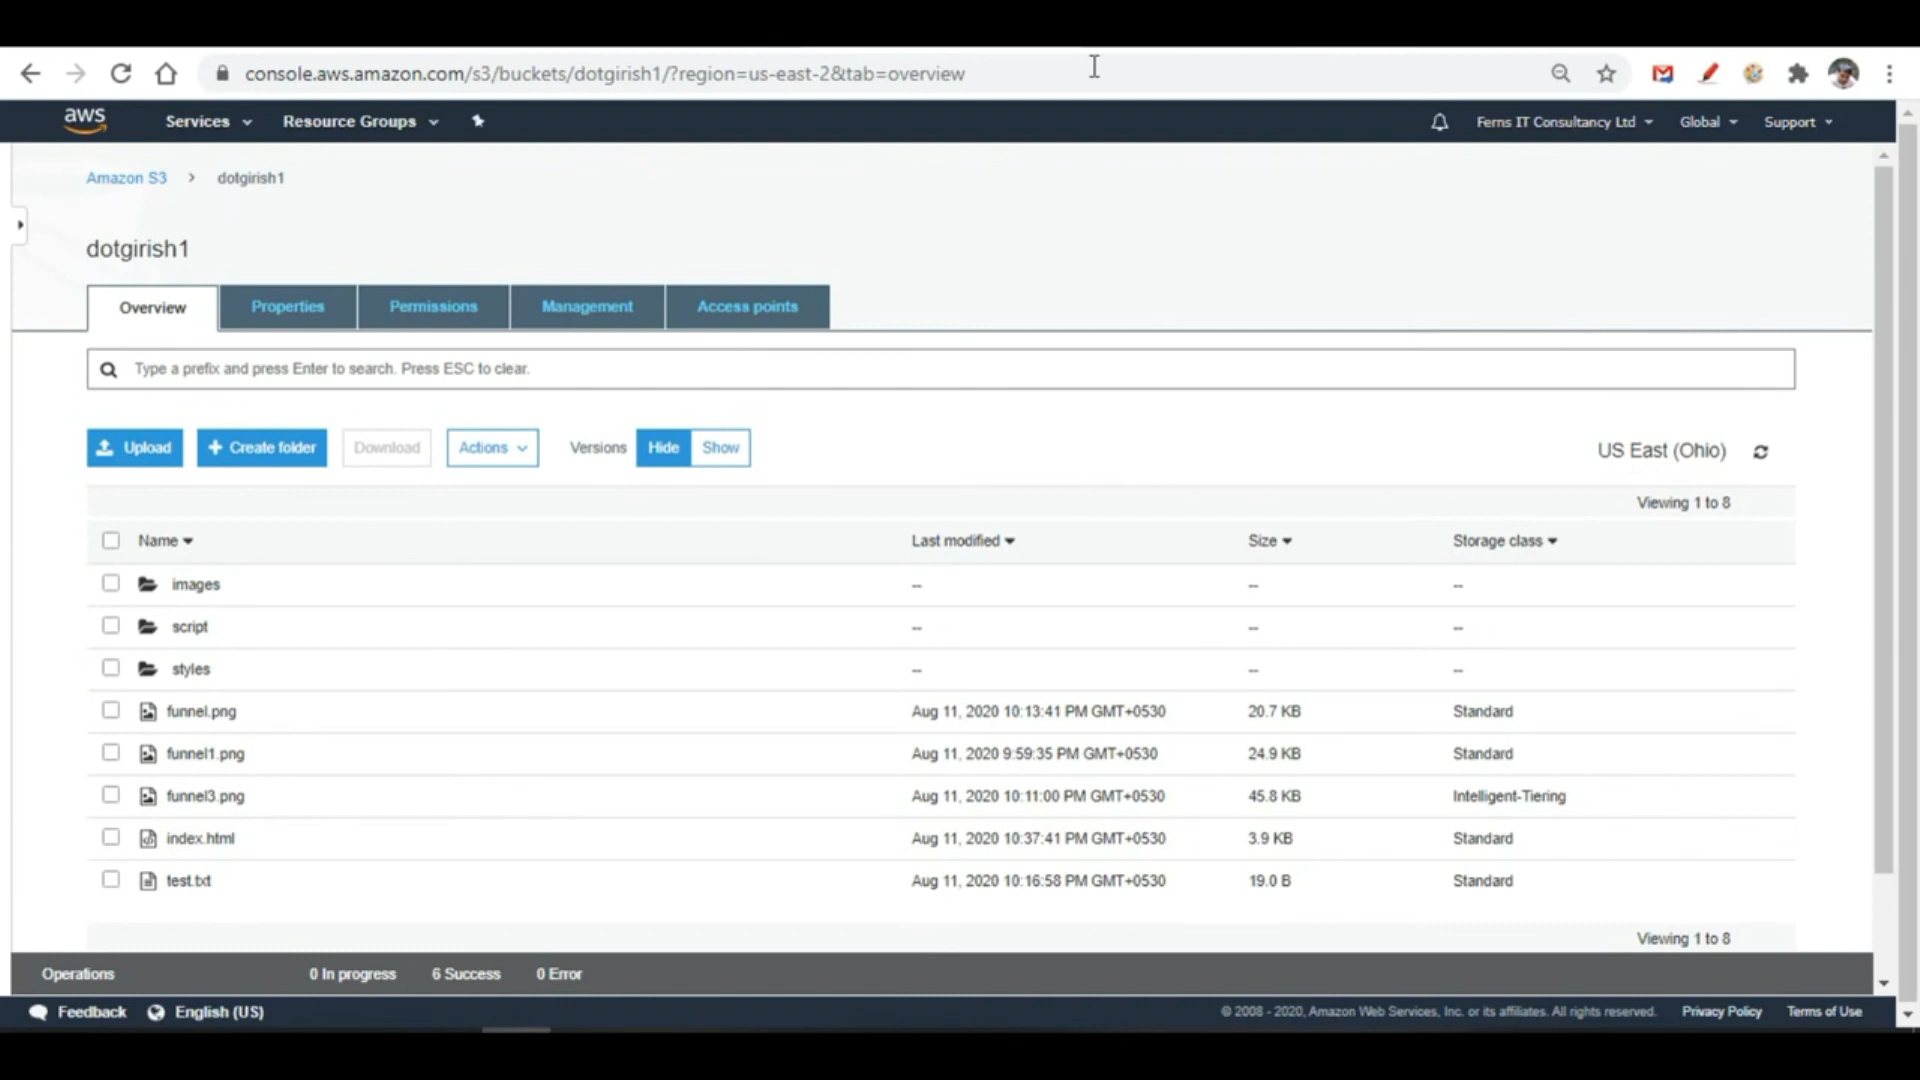 console.aws.amazon.com/s3/buckets/dotgirish1/?region=us-east-2&tab=overview
aws Services Resource Groups Ferns IT Consultancy Ltd Global Support
Amazon S3 > dotgirish1
dotgirish1
Overview Properties Permissions Management Access points
Type a prefix and press Enter to search. Press ESC to clear.
Upload + Create folder Download Actions Versions Hide Show US East (Ohio)
Viewing 1 to 8
Name Last modified Size Storage class
images -- -- --
script -- -- --
styles -- -- --
funnel.png Aug 11, 2020 10:13:41 PM GMT+0530 20.7 KB Standard
funnel1.png Aug 11, 2020 9:59:35 PM GMT+0530 24.9 KB Standard
funnel3.png Aug 11, 2020 10:11:00 PM GMT+0530 45.8 KB Intelligent-Tiering
index.html Aug 11, 2020 10:37:41 PM GMT+0530 3.9 KB Standard
test.txt Aug 11, 2020 10:16:58 PM GMT+0530 19.0 B Standard
Viewing 1 to 8
Operations 0 In progress 6 Success 0 Error
Feedback English (US) © 2008 - 2020, Amazon Web Services, Inc. or its affiliates. All rights reserved. Privacy Policy Terms of Use